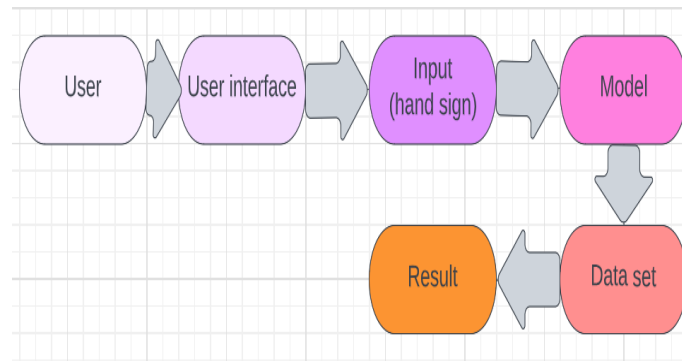 User
User interface
Input
(hand sign)
Model
Result
Data set